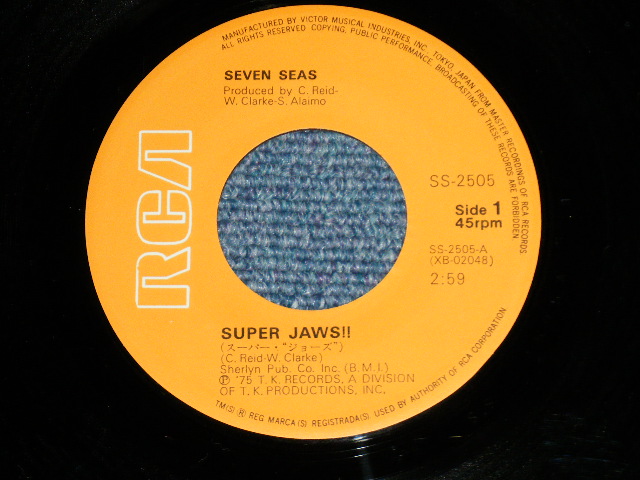 MANUFACTURED BY VICTOR MUSICAL INDUSTRIES, INC. TOKYO, JAPAN FROM MASTER RECORDINGS OF RCA RECORDS
ALL RIGHTS RESERVED COPYING, PUBLIC PERFORMANCE, BROADCASTING OF THESE RECORDS ARE FORBIDDEN
SEVEN SEAS
Produced by C. Reid-
W. Clarke-S. Alaimo
RCA
SS-2505
Side 1
45rpm
SS-2505-A
(XB-02048)
2:59
SUPER JAWS!!
(スーパー・“ジョーズ”)
(C. Reid-W. Clarke)
Sherlyn Pub. Co. Inc. (B.M.I.)
Ⓟ '75 T. K. RECORDS, A DIVISION
OF T. K. PRODUCTIONS, INC.
TM(S) ® REG. MARCA(S) REGISTRADA(S) USED BY AUTHORITY OF RCA CORPORATION